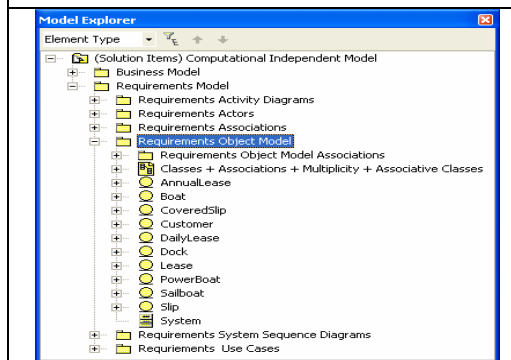 Model Explorer
Element Type
(Solution Items) Computational Independent Model
Business Model
Requirements Model
Requirements Activity Diagrams
Requirements Actors
Requirements Associations
Requirements Object Model
Requirements Object Model Associations
Classes + Associations + Multiplicity + Associative Classes
AnnualLease
Boat
CoveredSlip
Customer
DailyLease
Dock
Lease
PowerBoat
Sailboat
Slip
System
Requirements System Sequence Diagrams
Requriements Use Cases